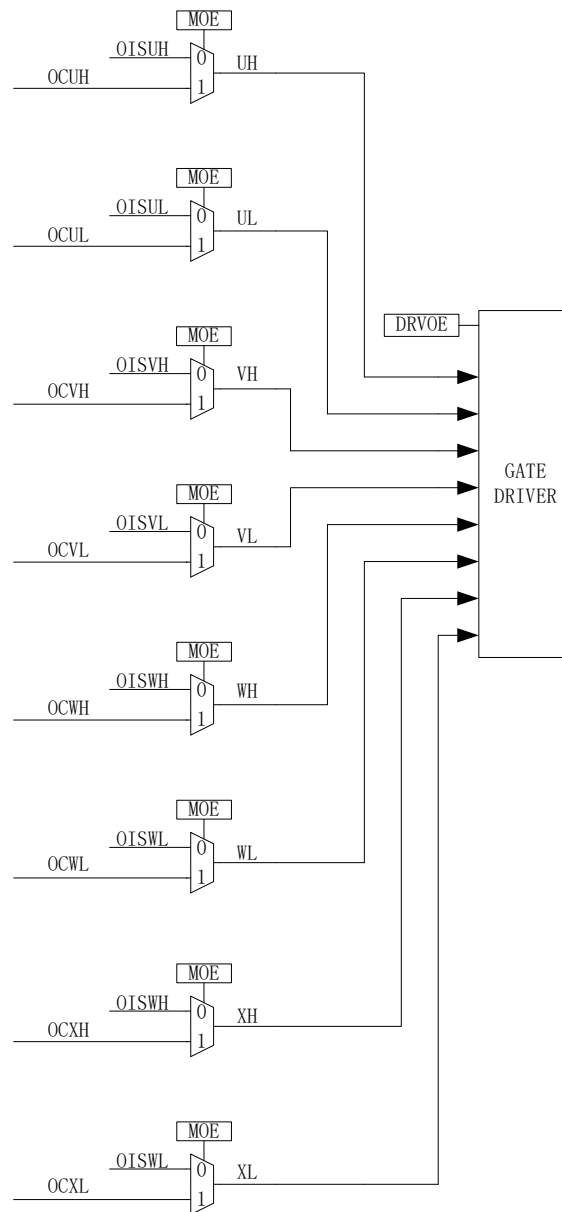 MOE
OISUH
0
UH
OCUH
1
MOE
OISUL
0
UL
OCUL
1
MOE
OISVH
0
VH
OCVH
1
DRVOE
GATE
DRIVER
MOE
OISVL
0
VL
OCVL
1
MOE
OISWH
0
WH
OCWH
1
MOE
OISWL
0
WL
OCWL
1
MOE
OISWH
0
XH
OCXH
1
MOE
OISWL
0
XL
OCXL
1